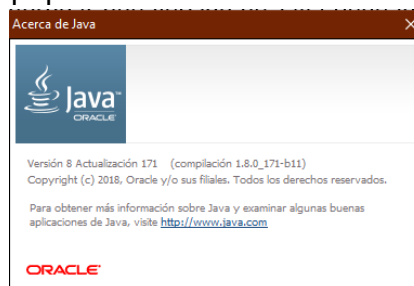 Acerca de Java
Java
ORACLE
Versión 8 Actualización 171 (compilación 1.8.0_171-b11)
Copyright (c) 2018, Oracle y/o sus filiales. Todos los derechos reservados.
Para obtener más información sobre Java y examinar algunas buenas
aplicaciones de Java, visite http://www.java.com
ORACLE